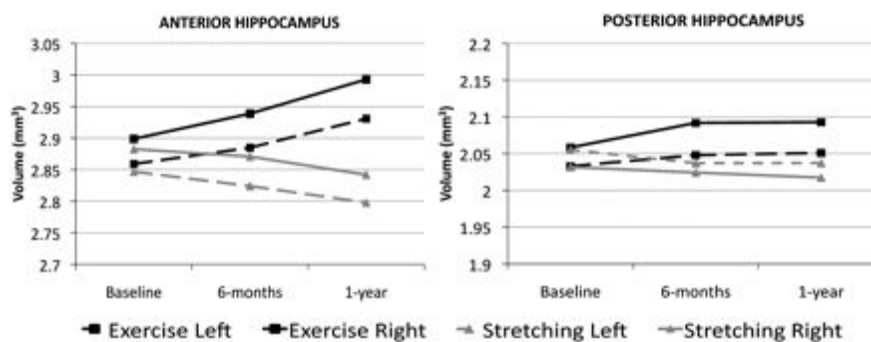 ANTERIOR HIPPOCAMPUS
3.05
3
2.95
2.9
2.85
2.8
2.75
2.7
Volume (mm³)
Baseline 6-months 1-year
POSTERIOR HIPPOCAMPUS
2.2
2.15
2.1
2.05
2
1.95
1.9
Volume (mm³)
Baseline 6-months 1-year
Exercise Left Exercise Right Stretching Left Stretching Right